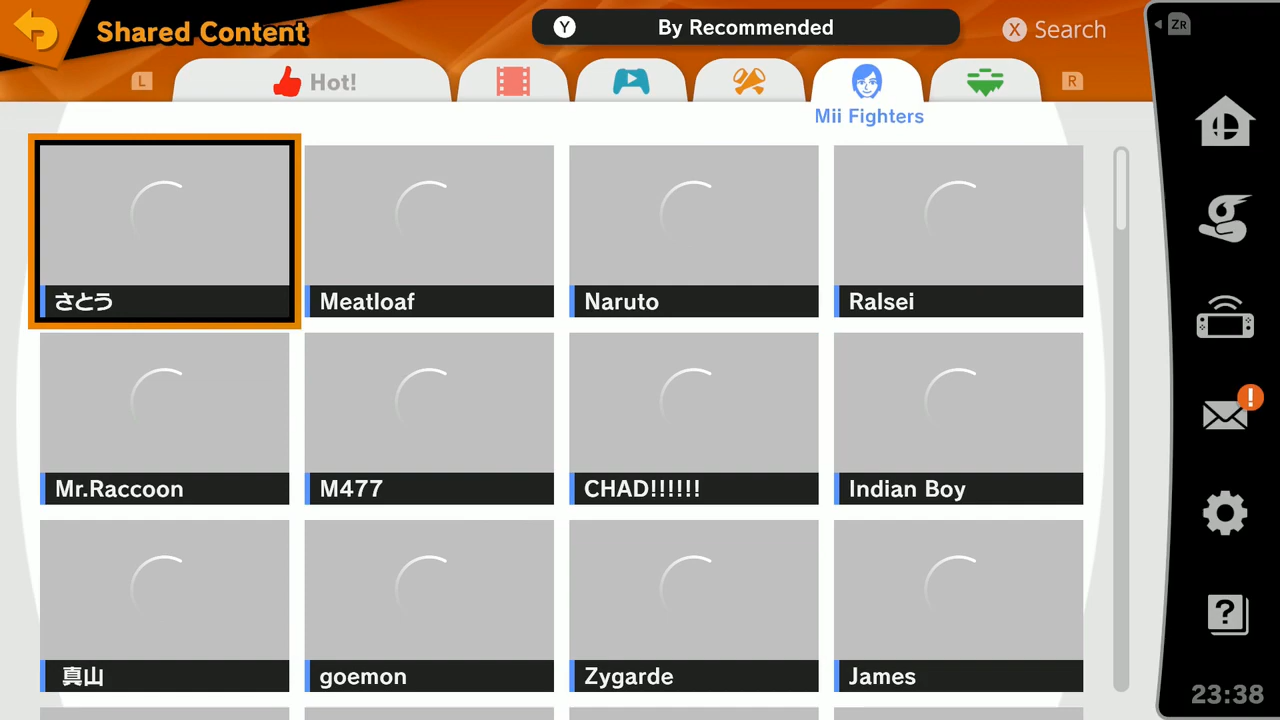 Shared Content
Y By Recommended
X Search
ZR
L
Hot!
R
Mii Fighters
さとう
Meatloaf
Naruto
Ralsei
Mr.Raccoon
M477
CHAD!!!!!!
Indian Boy
真山
goemon
Zygarde
James
!
?
23:38